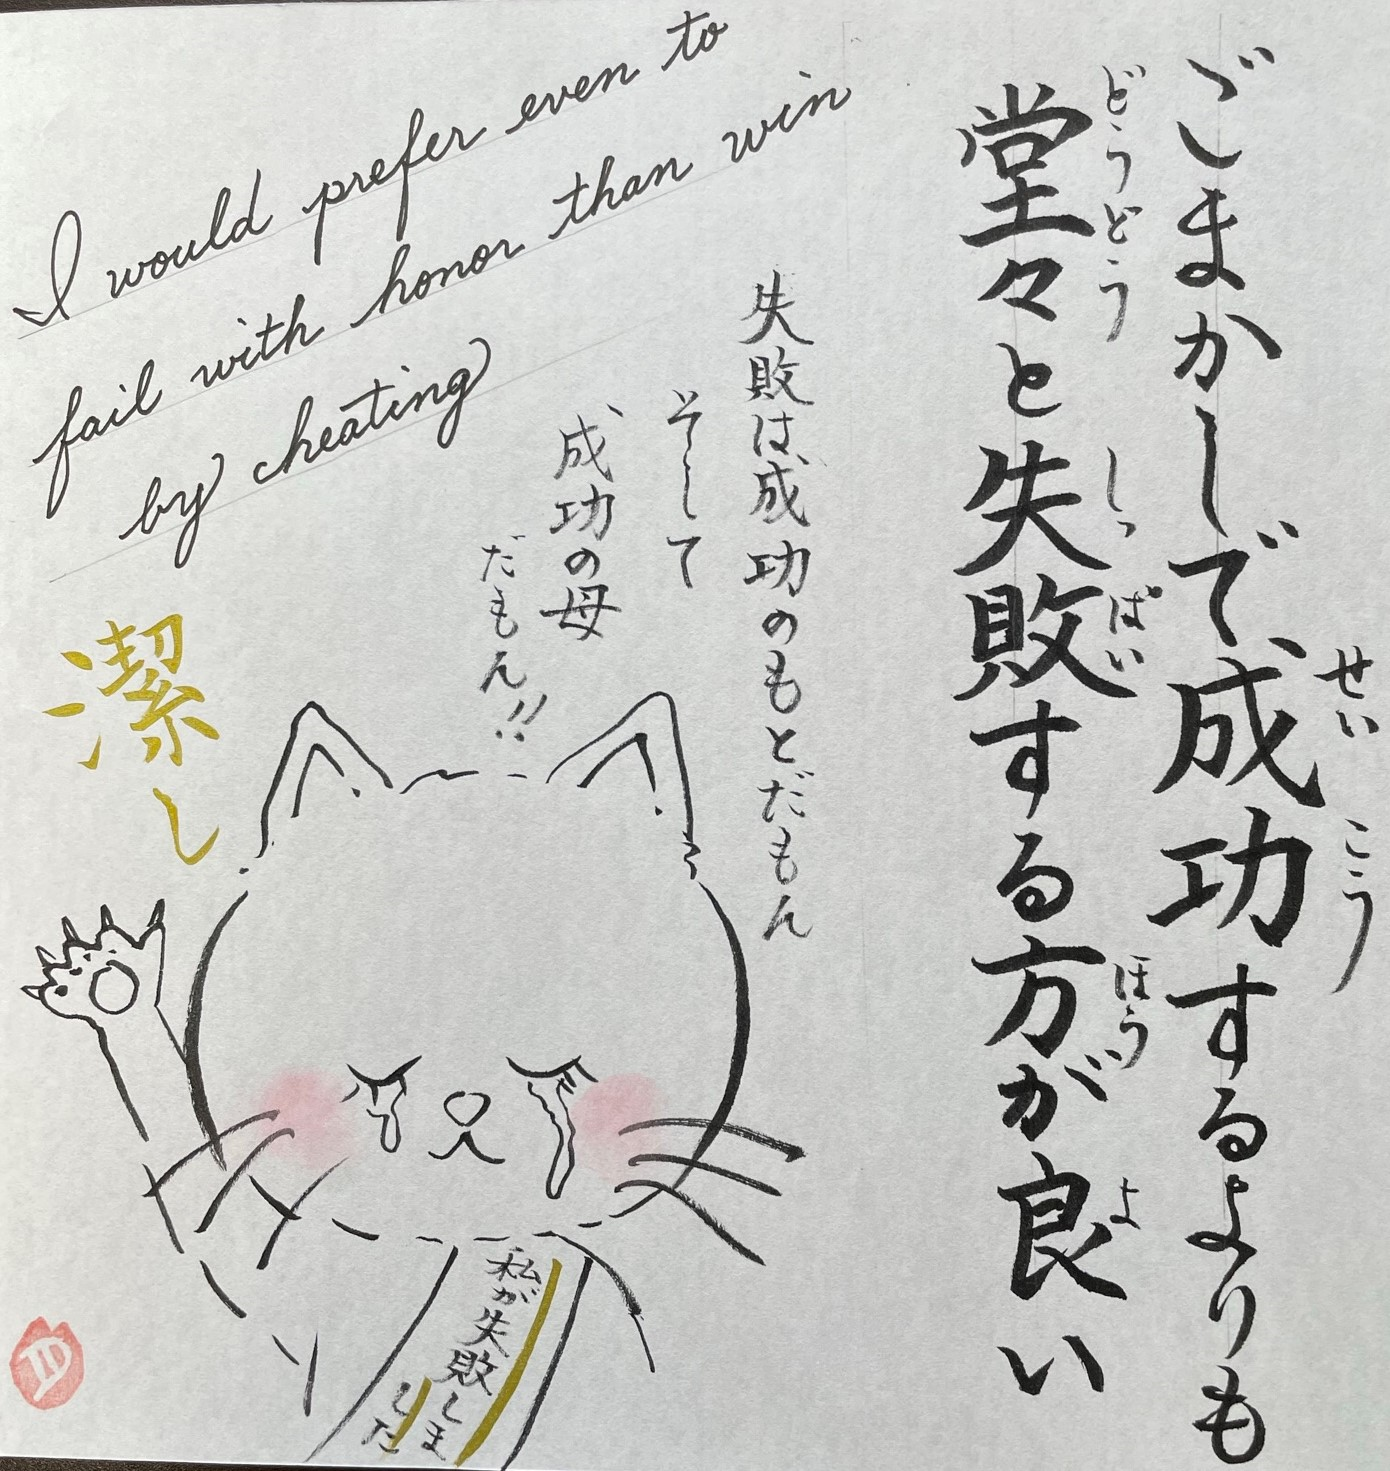 ごまかしで成功するよりも
せいこう
堂々と失敗する方が良い
どうどう しっぱい ほう よ
失敗は成功のもとだもん
そして
成功の母
だもん!!
I would prefer even to
fail with honor than win
by cheating
潔し
私が失敗しま
した